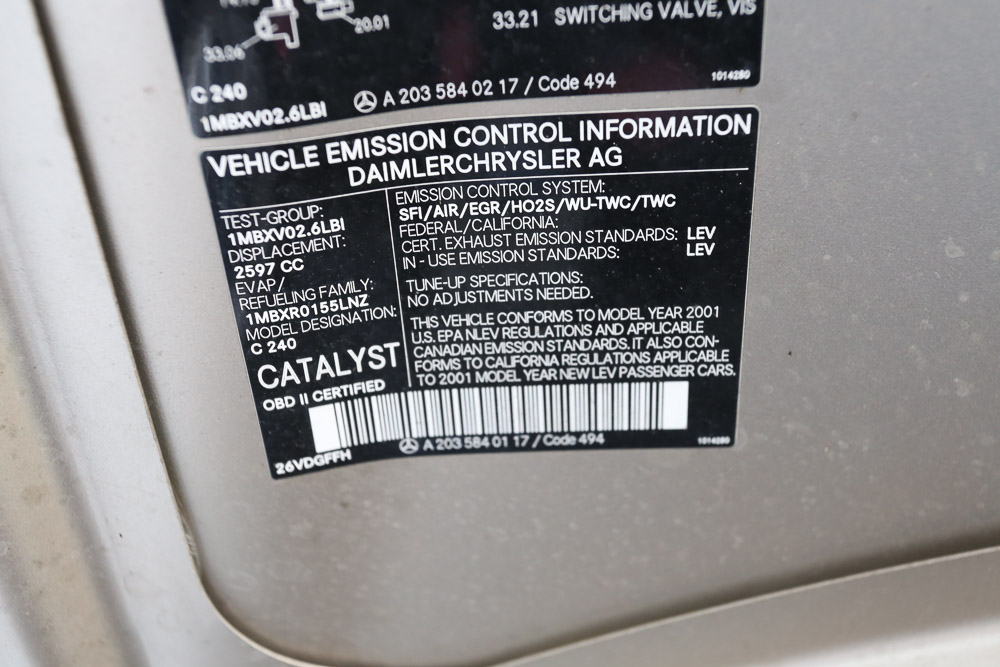 20.01
33.06
33.21 SWITCHING VALVE, VIS
C 240
1MBXV02.6LBI
A 203 584 02 17 / Code 494
1014280
VEHICLE EMISSION CONTROL INFORMATION
DAIMLERCHRYSLER AG
TEST-GROUP:
1MBXV02.6LBI
DISPLACEMENT:
2597 CC
EVAP /
REFUELING FAMILY:
1MBXR0155LNZ
MODEL DESIGNATION:
C 240
CATALYST
OBD II CERTIFIED
EMISSION CONTROL SYSTEM:
SFI/AIR/EGR/HO2S/WU-TWC/TWC
FEDERAL/CALIFORNIA:
CERT. EXHAUST EMISSION STANDARDS: LEV
IN - USE EMISSION STANDARDS: LEV
TUNE-UP SPECIFICATIONS:
NO ADJUSTMENTS NEEDED.
THIS VEHICLE CONFORMS TO MODEL YEAR 2001
U.S. EPA NLEV REGULATIONS AND APPLICABLE
CANADIAN EMISSION STANDARDS. IT ALSO CON-
FORMS TO CALIFORNIA REGULATIONS APPLICABLE
TO 2001 MODEL YEAR NEW LEV PASSENGER CARS.
26VDGFFH
A 203 584 01 17 / Code 494
1014280